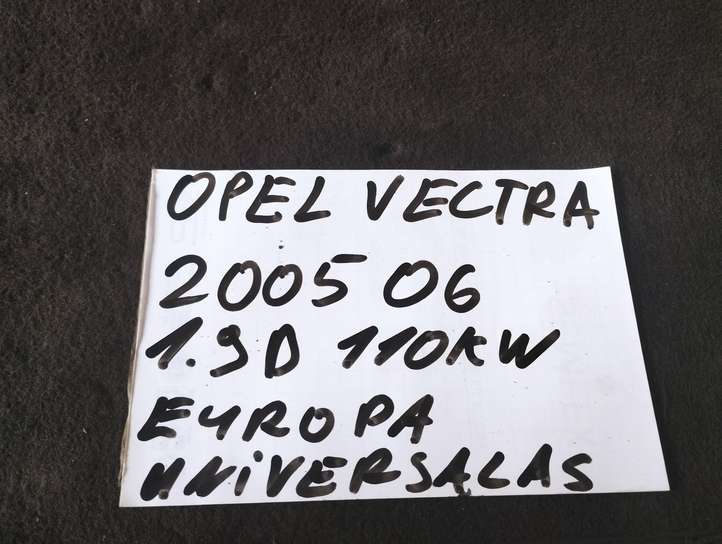 OPEL VECTRA
2005 06
1.9D 110KW
EUROPA
UNIVERSALAS